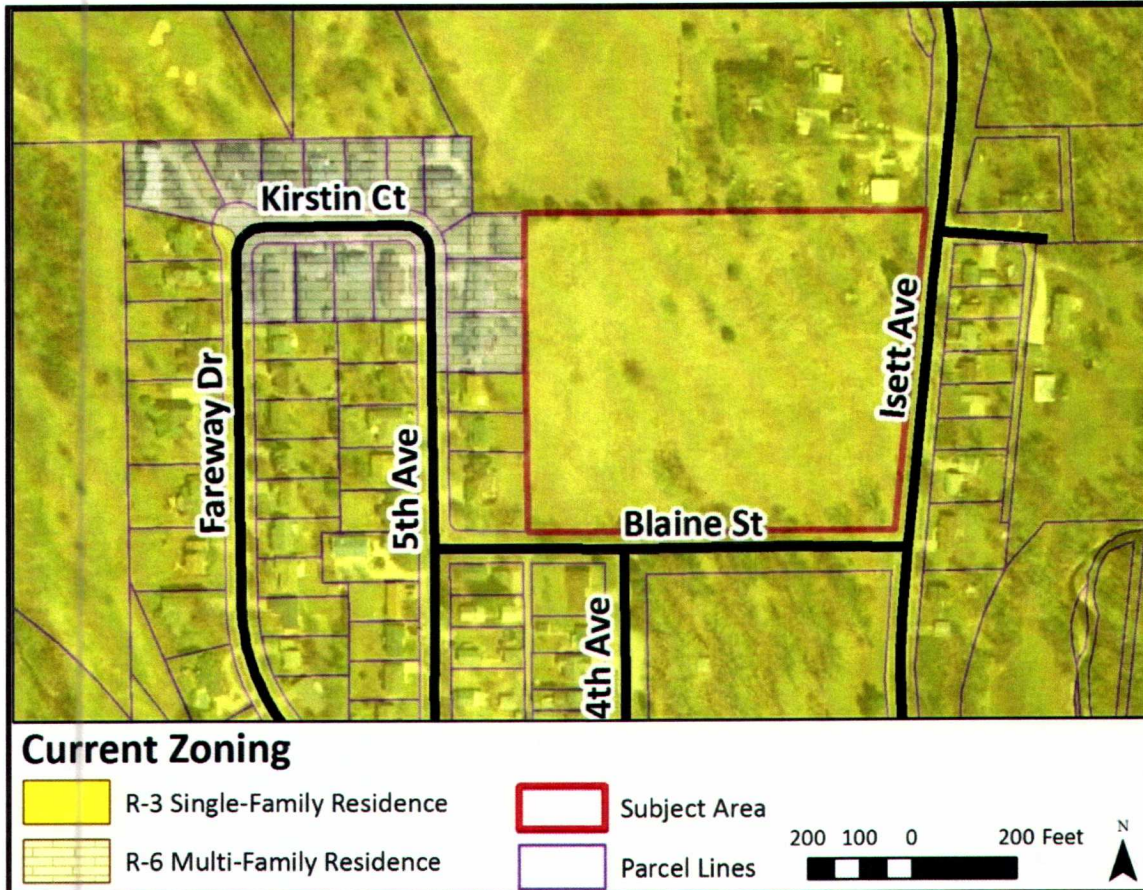 Kirstin Ct
Isett Ave
Fareway Dr
5th Ave
Blaine St
4th Ave
Current Zoning
R-3 Single-Family Residence
R-6 Multi-Family Residence
Subject Area
Parcel Lines
200 100 0 200 Feet
N